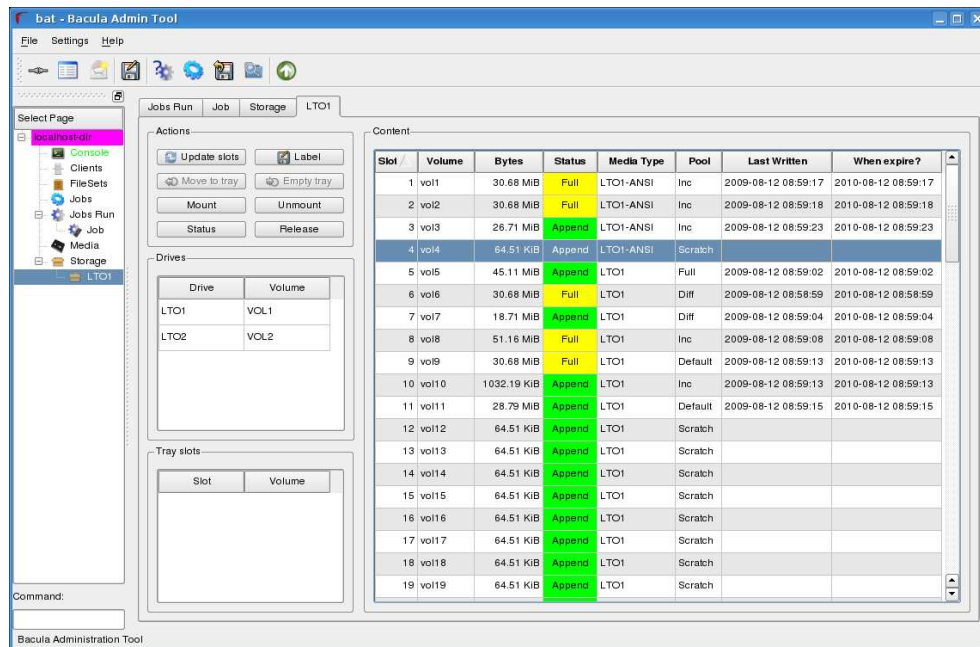 bat - Bacula Admin Tool
File Settings Help
Select Page
localhost-dir
Console
Clients
FileSets
Jobs
Jobs Run
Job
Media
Storage
LTO1
Command:
Bacula Administration Tool
Jobs Run Job Storage LTO1
Actions
Update slots Label
Move to tray Empty tray
Mount Unmount
Status Release
Drives
Drive Volume
LTO1 VOL1
LTO2 VOL2
Tray slots
Slot Volume
Content
Slot Volume Bytes Status Media Type Pool Last Written When expire?
1 vol1 30.68 MiB Full LTO1-ANSI Inc 2009-08-12 08:59:17 2010-08-12 08:59:17
2 vol2 30.68 MiB Full LTO1-ANSI Inc 2009-08-12 08:59:18 2010-08-12 08:59:18
3 vol3 26.71 MiB Append LTO1-ANSI Inc 2009-08-12 08:59:23 2010-08-12 08:59:23
4 vol4 64.51 KiB Append LTO1-ANSI Scratch
5 vol5 45.11 MiB Append LTO1 Full 2009-08-12 08:59:02 2010-08-12 08:59:02
6 vol6 30.68 MiB Full LTO1 Diff 2009-08-12 08:58:59 2010-08-12 08:58:59
7 vol7 18.71 MiB Append LTO1 Diff 2009-08-12 08:59:04 2010-08-12 08:59:04
8 vol8 51.16 MiB Full LTO1 Inc 2009-08-12 08:59:08 2010-08-12 08:59:08
9 vol9 30.68 MiB Full LTO1 Default 2009-08-12 08:59:13 2010-08-12 08:59:13
10 vol10 1032.19 KiB Append LTO1 Inc 2009-08-12 08:59:13 2010-08-12 08:59:13
11 vol11 28.79 MiB Append LTO1 Default 2009-08-12 08:59:15 2010-08-12 08:59:15
12 vol12 64.51 KiB Append LTO1 Scratch
13 vol13 64.51 KiB Append LTO1 Scratch
14 vol14 64.51 KiB Append LTO1 Scratch
15 vol15 64.51 KiB Append LTO1 Scratch
16 vol16 64.51 KiB Append LTO1 Scratch
17 vol17 64.51 KiB Append LTO1 Scratch
18 vol18 64.51 KiB Append LTO1 Scratch
19 vol19 64.51 KiB Append LTO1 Scratch